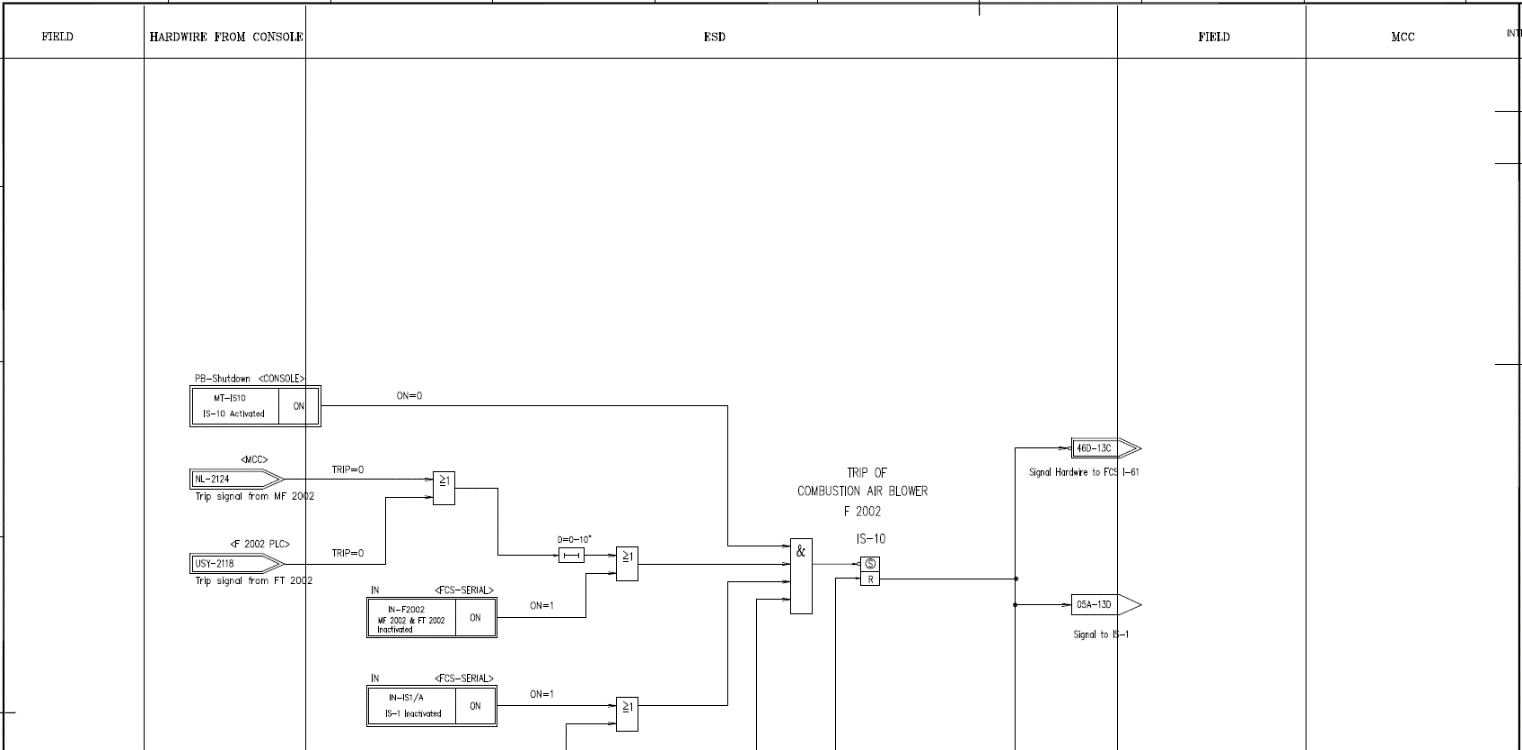 FIELD
HARDWIRE FROM CONSOLE
ESD
FIELD
MCC
PB-Shutdown <CONSOLE>
MT-IS10
IS-10 Activated
ON
ON=0
<MCC>
NL-2124
Trip signal from MF 2002
TRIP=0
≥1
<F 2002 PLC>
USY-2118
Trip signal from FT 2002
TRIP=0
D=0-10"
≥1
IN <FCS-SERIAL>
IN-F2002
MF 2002 & FT 2002
Inactivated
ON
ON=1
IN <FCS-SERIAL>
IN-IS1/A
IS-1 Inactivated
ON
ON=1
≥1
&
TRIP OF
COMBUSTION AIR BLOWER
F 2002
IS-10
S
R
46D-13C
Signal Hardwire to FCS I-61
05A-13D
Signal to IS-1